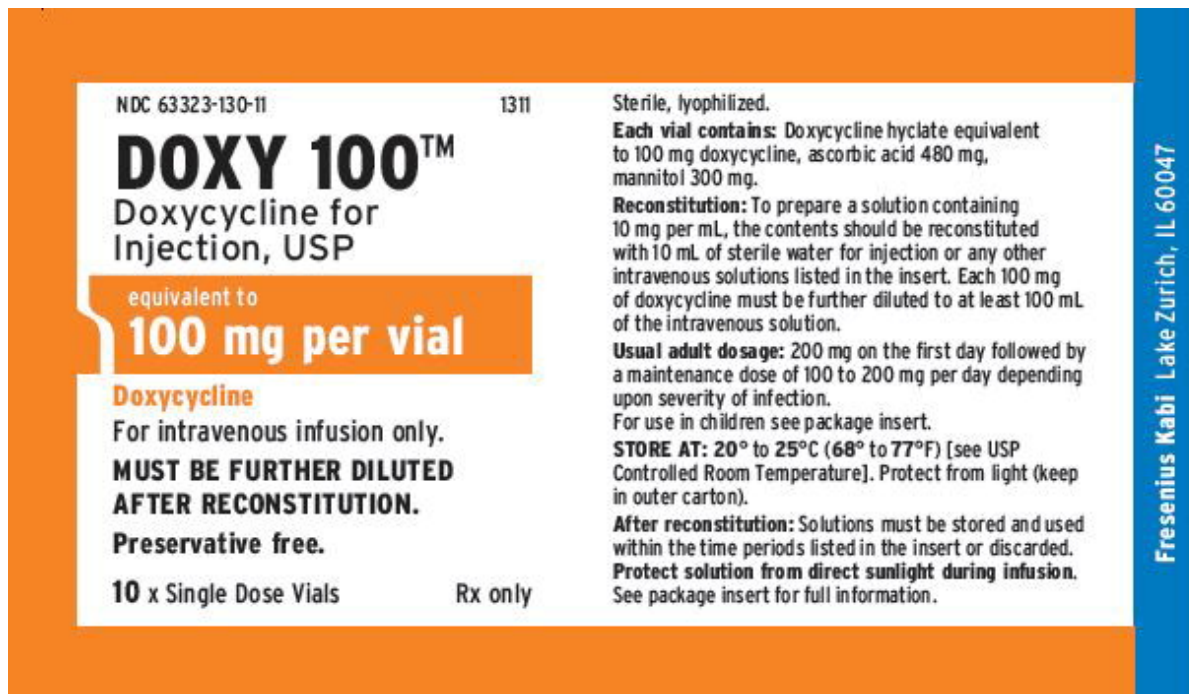 NDC 63323-130-11 1311
DOXY 100™
Doxycycline for
Injection, USP
equivalent to
100 mg per vial
Doxycycline
For intravenous infusion only.
MUST BE FURTHER DILUTED
AFTER RECONSTITUTION.
Preservative free.
10 x Single Dose Vials Rx only
Sterile, lyophilized.
Each vial contains: Doxycycline hyclate equivalent
to 100 mg doxycycline, ascorbic acid 480 mg,
mannitol 300 mg.
Reconstitution: To prepare a solution containing
10 mg per mL, the contents should be reconstituted
with 10 mL of sterile water for injection or any other
intravenous solutions listed in the insert. Each 100 mg
of doxycycline must be further diluted to at least 100 mL
of the intravenous solution.
Usual adult dosage: 200 mg on the first day followed by
a maintenance dose of 100 to 200 mg per day depending
upon severity of infection.
For use in children see package insert.
STORE AT: 20° to 25°C (68° to 77°F) [see USP
Controlled Room Temperature]. Protect from light (keep
in outer carton).
After reconstitution: Solutions must be stored and used
within the time periods listed in the insert or discarded.
Protect solution from direct sunlight during infusion.
See package insert for full information.
Fresenius Kabi Lake Zurich, IL 60047